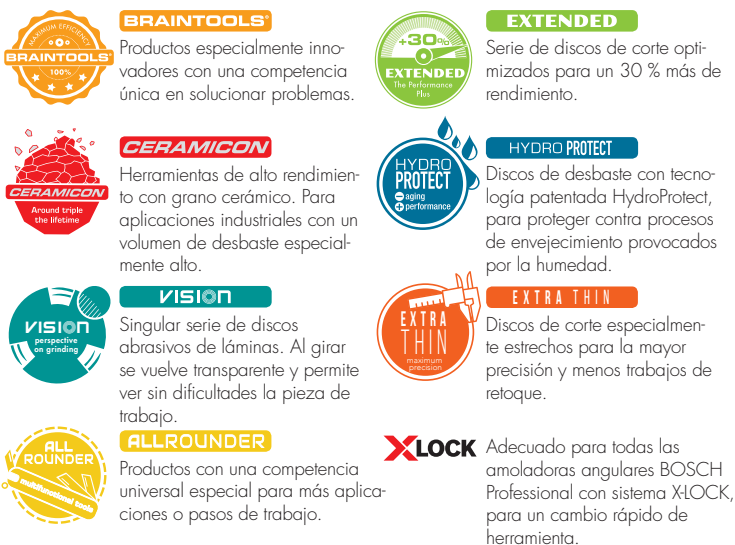 MAXIMUM EFFICIENCY
BRAINTOOLS®
100%
BRAINTOOLS®
Productos especialmente inno-
vadores con una competencia
única en solucionar problemas.
CERAMICON
Around triple
the lifetime
CERAMICON
Herramientas de alto rendimien-
to con grano cerámico. Para
aplicaciones industriales con un
volumen de desbaste especial-
mente alto.
VISION
perspective
on grinding
VISION
Singular serie de discos
abrasivos de láminas. Al girar
se vuelve transparente y permite
ver sin dificultades la pieza de
trabajo.
ALL
ROUNDER
multifunctional tools
ALLROUNDER
Productos con una competencia
universal especial para más aplica-
ciones o pasos de trabajo.
+30%
EXTENDED
The Performance
Plus
EXTENDED
Serie de discos de corte opti-
mizados para un 30 % más de
rendimiento.
HYDRO
PROTECT
- aging
+ performance
HYDRO PROTECT
Discos de desbaste con tecno-
logía patentada HydroProtect,
para proteger contra procesos
de envejecimiento provocados
por la humedad.
EXTRA
THIN
maximum
precision
EXTRA THIN
Discos de corte especialmen-
te estrechos para la mayor
precisión y menos trabajos de
retoque.
X-LOCK
Adecuado para todas las
amoladoras angulares BOSCH
Professional con sistema X-LOCK,
para un cambio rápido de
herramienta.